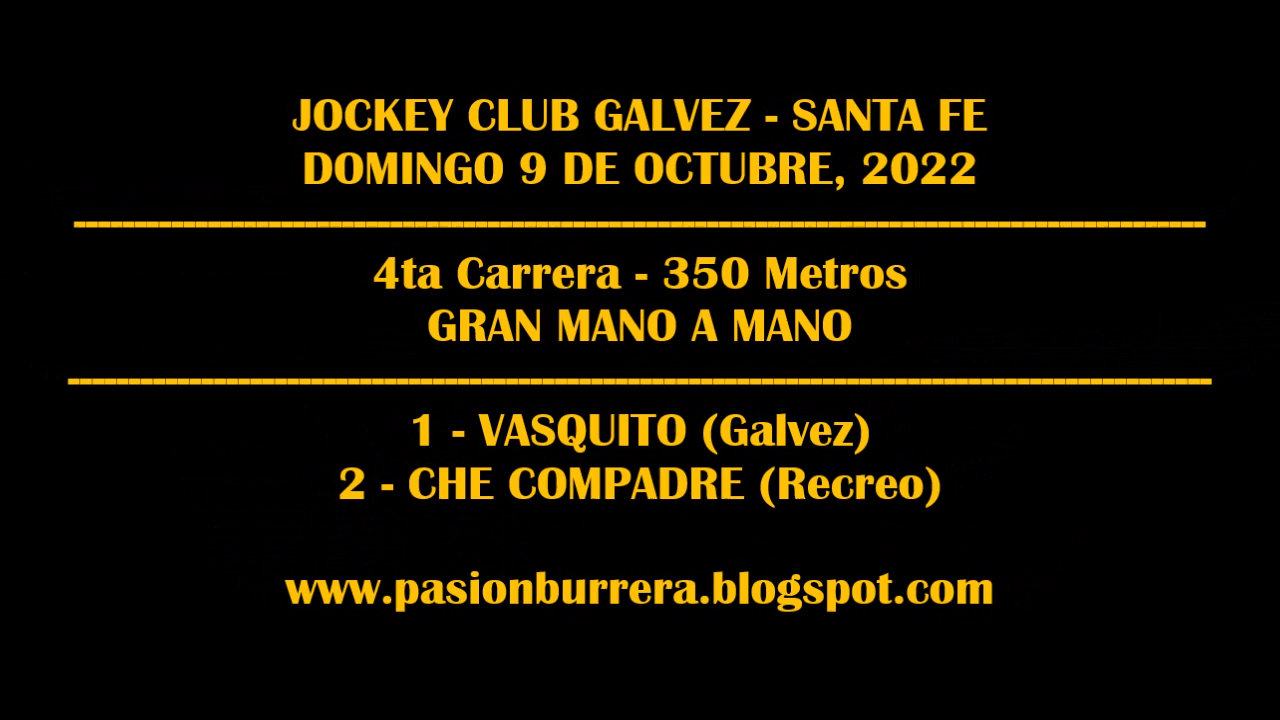 JOCKEY CLUB GALVEZ - SANTA FE
DOMINGO 9 DE OCTUBRE, 2022
4ta Carrera - 350 Metros
GRAN MANO A MANO
1 - VASQUITO (Galvez)
2 - CHE COMPADRE (Recreo)
www.pasionburrera.blogspot.com